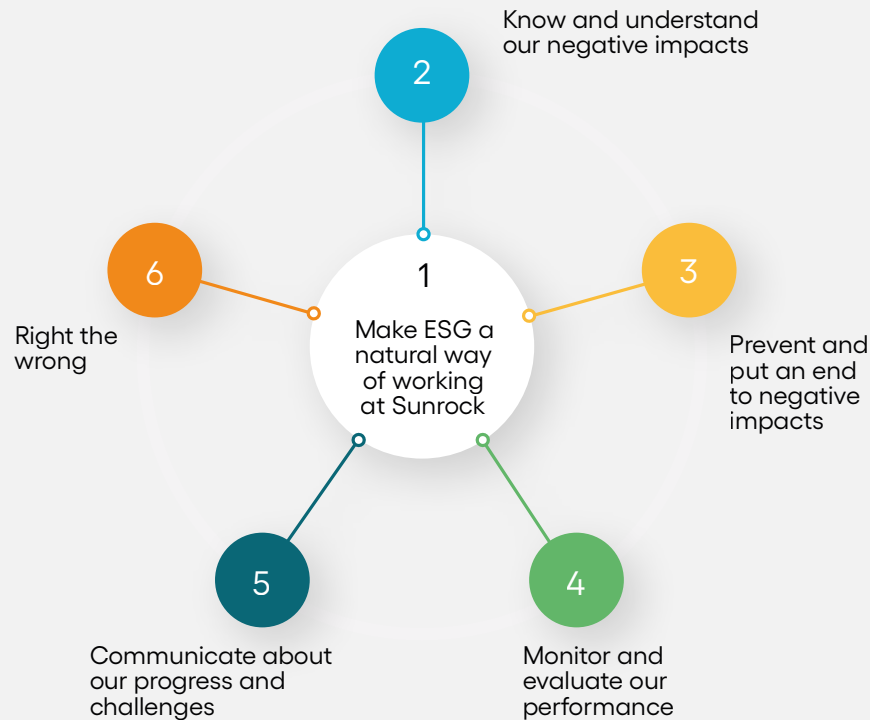 1
Make ESG a
natural way
of working
at Sunrock
2
Know and understand
our negative impacts
3
Prevent and
put an end
to negative
impacts
4
Monitor and
evaluate our
performance
5
Communicate about
our progress and
challenges
6
Right the
wrong